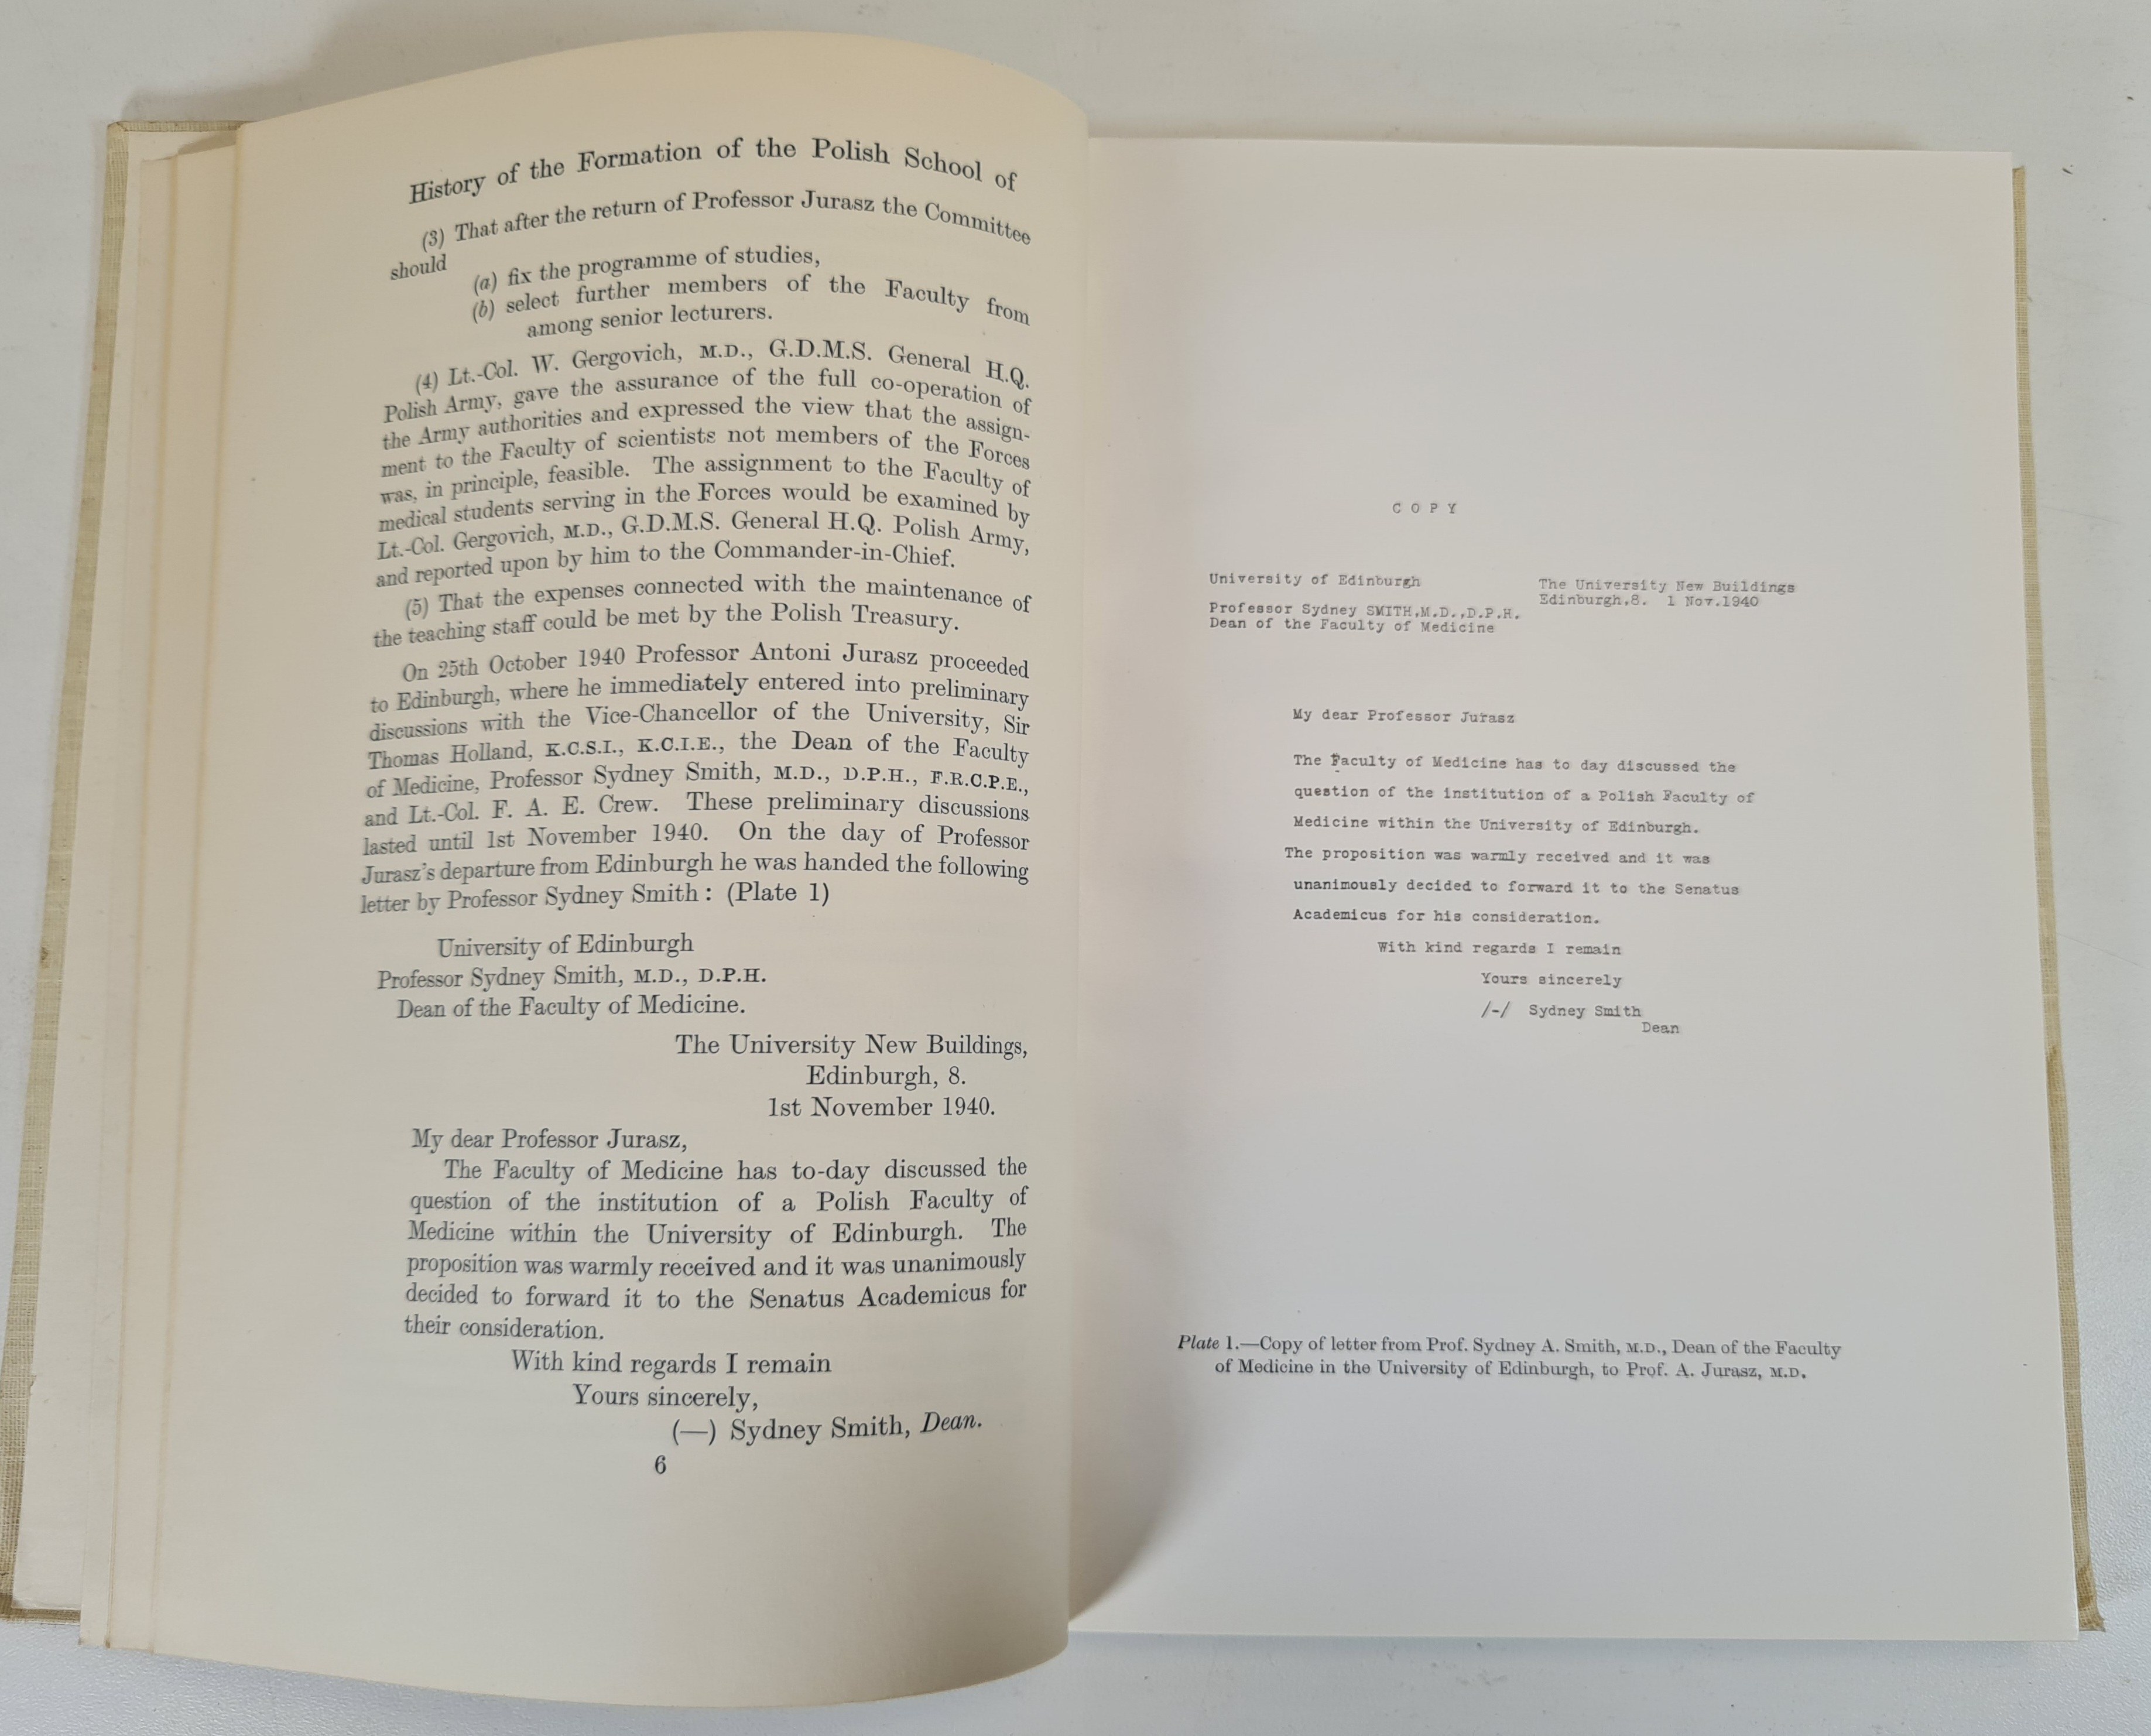 History of the Formation of the Polish School of
(3) That after the return of Professor Jurasz the Committee
should
(a) fix the programme of studies,
(b) select further members of the Faculty from
among senior lecturers.
(4) Lt.-Col. W. Gergovich, M.D., G.D.M.S. General H.Q.
Polish Army, gave the assurance of the full co-operation of
the Army authorities and expressed the view that the assign-
ment to the Faculty of scientists not members of the Forces
was, in principle, feasible. The assignment to the Faculty of
medical students serving in the Forces would be examined by
Lt.-Col. Gergovich, M.D., G.D.M.S. General H.Q. Polish Army,
and reported upon by him to the Commander-in-Chief.
(5) That the expenses connected with the maintenance of
the teaching staff could be met by the Polish Treasury.
On 25th October 1940 Professor Antoni Jurasz proceeded
to Edinburgh, where he immediately entered into preliminary
discussions with the Vice-Chancellor of the University, Sir
Thomas Holland, K.C.S.I., K.C.I.E., the Dean of the Faculty
of Medicine, Professor Sydney Smith, M.D., D.P.H., F.R.C.P.E.,
and Lt.-Col. F. A. E. Crew. These preliminary discussions
lasted until 1st November 1940. On the day of Professor
Jurasz's departure from Edinburgh he was handed the following
letter by Professor Sydney Smith: (Plate 1)
University of Edinburgh
Professor Sydney Smith, M.D., D.P.H.
Dean of the Faculty of Medicine.
The University New Buildings,
Edinburgh, 8.
1st November 1940.
My dear Professor Jurasz,
The Faculty of Medicine has to-day discussed the
question of the institution of a Polish Faculty of
Medicine within the University of Edinburgh. The
proposition was warmly received and it was unanimously
decided to forward it to the Senatus Academicus for
their consideration.
With kind regards I remain
Yours sincerely,
(—) Sydney Smith, Dean.
6
COPY
University of Edinburgh
The University New Buildings
Edinburgh,8. 1 Nov.1940
Professor Sydney SMITH,M.D.,D.P.H.
Dean of the Faculty of Medicine
My dear Professor Jurasz
The Faculty of Medicine has to day discussed the
question of the institution of a Polish Faculty of
Medicine within the University of Edinburgh.
The proposition was warmly received and it was
unanimously decided to forward it to the Senatus
Academicus for his consideration.
With kind regards I remain
Yours sincerely
/-/ Sydney Smith
Dean
Plate 1.—Copy of letter from Prof. Sydney A. Smith, M.D., Dean of the Faculty
of Medicine in the University of Edinburgh, to Prof. A. Jurasz, M.D.